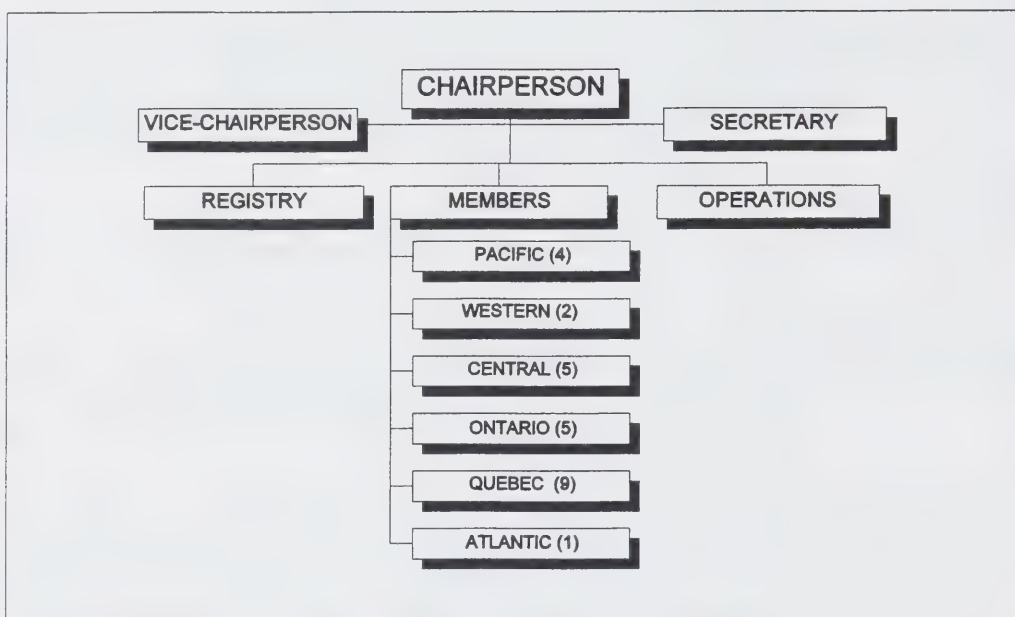 CHAIRPERSON
VICE-CHAIRPERSON
SECRETARY
REGISTRY
MEMBERS
OPERATIONS
PACIFIC (4)
WESTERN (2)
CENTRAL (5)
ONTARIO (5)
QUEBEC (9)
ATLANTIC (1)